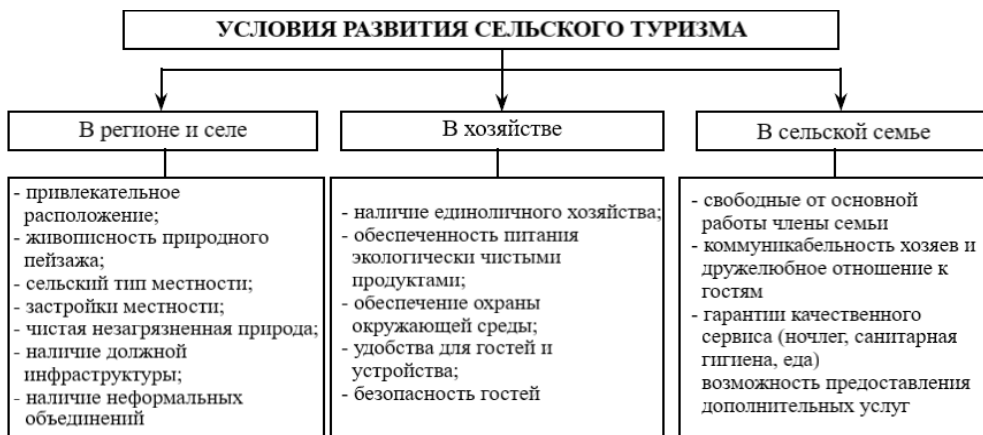 УСЛОВИЯ РАЗВИТИЯ СЕЛЬСКОГО ТУРИЗМА
В регионе и селе
- привлекательное
расположение;
- живописность природного
пейзажа;
- сельский тип местности;
- застройки местности;
- чистая незагрязненная природа;
- наличие должной
инфраструктуры;
- наличие неформальных
объединений
В хозяйстве
- наличие единоличного хозяйства;
- обеспеченность питания
экологически чистыми
продуктами;
- обеспечение охраны
окружающей среды;
- удобства для гостей и
устройства;
- безопасность гостей
В сельской семье
- свободные от основной
работы члены семьи
- коммуникабельность хозяев и
дружелюбное отношение к
гостям
- гарантии качественного
сервиса (ночлег, санитарная
гигиена, еда)
возможность предоставления
дополнительных услуг